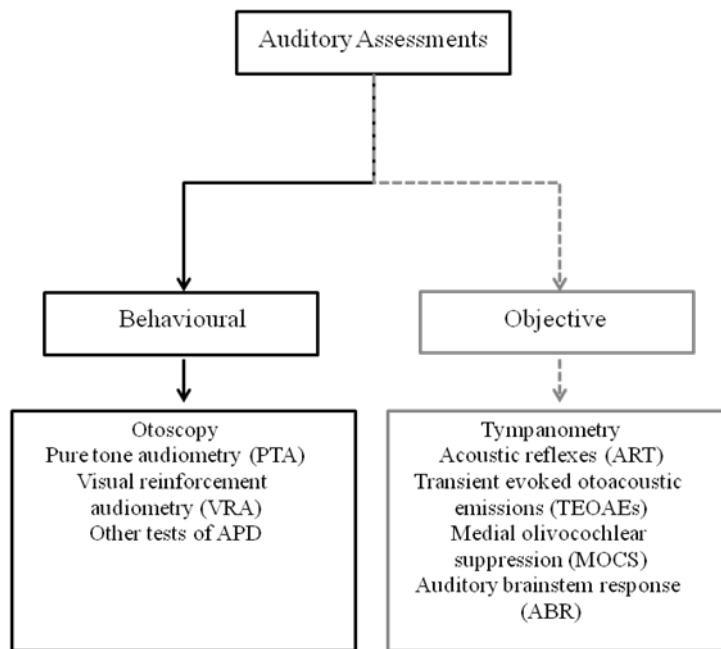 Auditory Assessments
Behavioural
Objective
Otoscopy
Pure tone audiometry (PTA)
Visual reinforcement
audiometry (VRA)
Other tests of APD
Tympanometry
Acoustic reflexes (ART)
Transient evoked otoacoustic
emissions (TEOAEs)
Medial olivocochlear
suppression (MOCS)
Auditory brainstem response
(ABR)